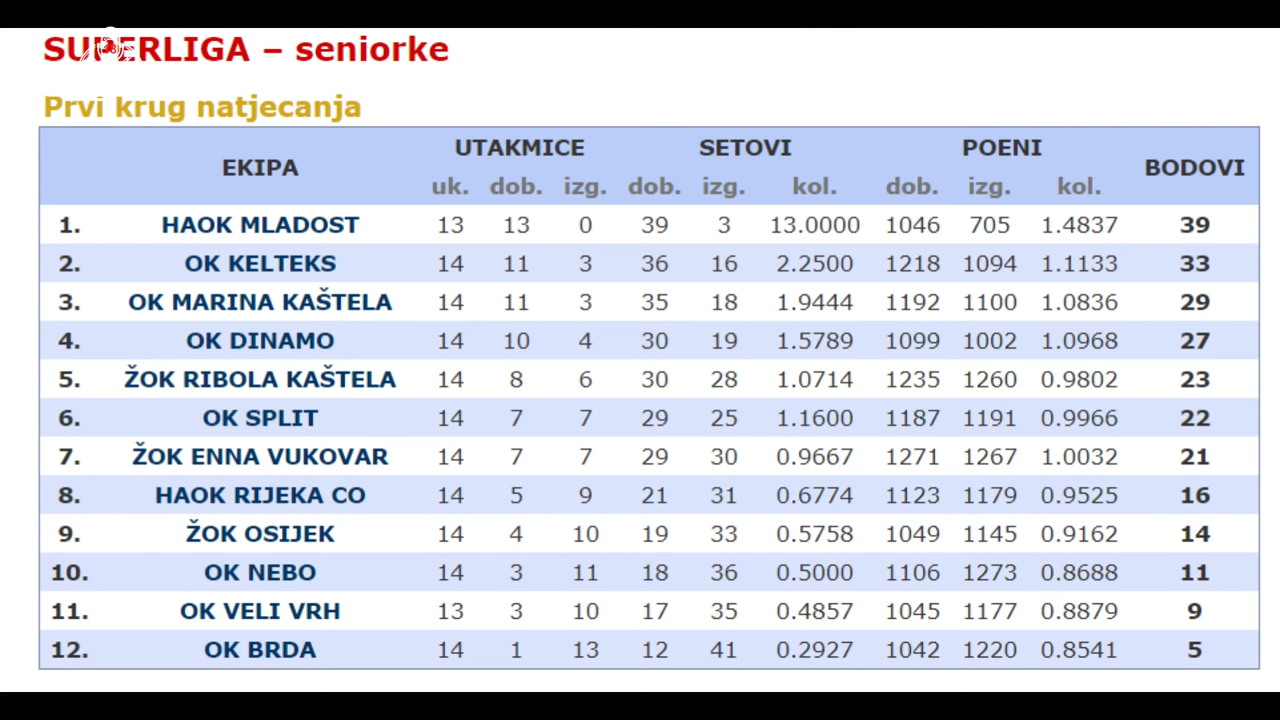 SUPERLIGA – seniorke
Prvi krug natjecanja
EKIPA UTAKMICE SETOVI POENI BODOVI
uk. dob. izg. dob. izg. kol. dob. izg. kol.
1. HAOK MLADOST 13 13 0 39 3 13.0000 1046 705 1.4837 39
2. OK KELTEKS 14 11 3 36 16 2.2500 1218 1094 1.1133 33
3. OK MARINA KAŠTELA 14 11 3 35 18 1.9444 1192 1100 1.0836 29
4. OK DINAMO 14 10 4 30 19 1.5789 1099 1002 1.0968 27
5. ŽOK RIBOLA KAŠTELA 14 8 6 30 28 1.0714 1235 1260 0.9802 23
6. OK SPLIT 14 7 7 29 25 1.1600 1187 1191 0.9966 22
7. ŽOK ENNA VUKOVAR 14 7 7 29 30 0.9667 1271 1267 1.0032 21
8. HAOK RIJEKA CO 14 5 9 21 31 0.6774 1123 1179 0.9525 16
9. ŽOK OSIJEK 14 4 10 19 33 0.5758 1049 1145 0.9162 14
10. OK NEBO 14 3 11 18 36 0.5000 1106 1273 0.8688 11
11. OK VELI VRH 13 3 10 17 35 0.4857 1045 1177 0.8879 9
12. OK BRDA 14 1 13 12 41 0.2927 1042 1220 0.8541 5